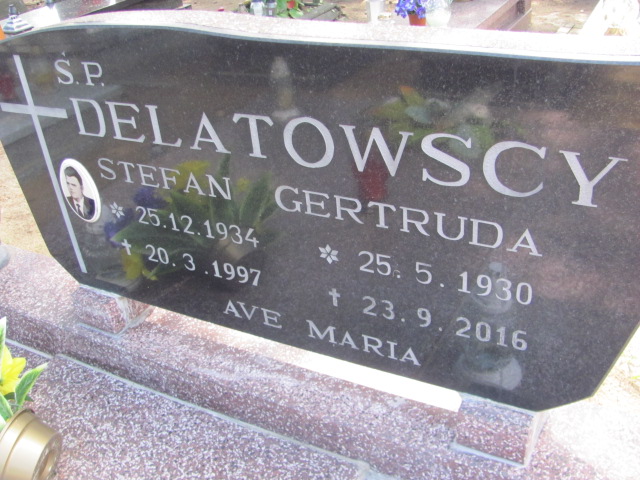 Ś.P.
DELATOWSCY
STEFAN GERTRUDA
* 25.12.1934 * 25.5.1930
✝ 20.3.1997 ✝ 23.9.2016
AVE MARIA